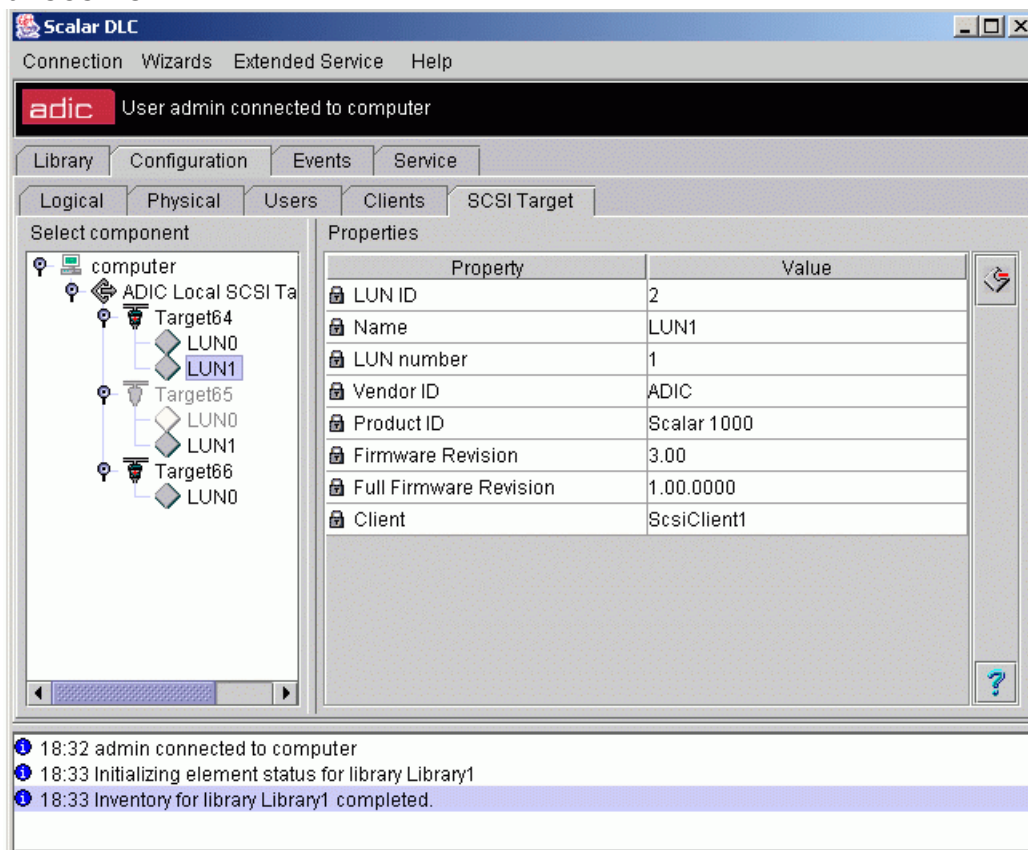 Scalar DLC
Connection Wizards Extended Service Help
adic User admin connected to computer
Library Configuration Events Service
Logical Physical Users Clients SCSI Target
Select component
computer
ADIC Local SCSI Ta
Target64
LUN0
LUN1
Target65
LUN0
LUN1
Target66
LUN0
Properties
Property Value
LUN ID 2
Name LUN1
LUN number 1
Vendor ID ADIC
Product ID Scalar 1000
Firmware Revision 3.00
Full Firmware Revision 1.00.0000
Client ScsiClient1
18:32 admin connected to computer
18:33 Initializing element status for library Library1
18:33 Inventory for library Library1 completed.